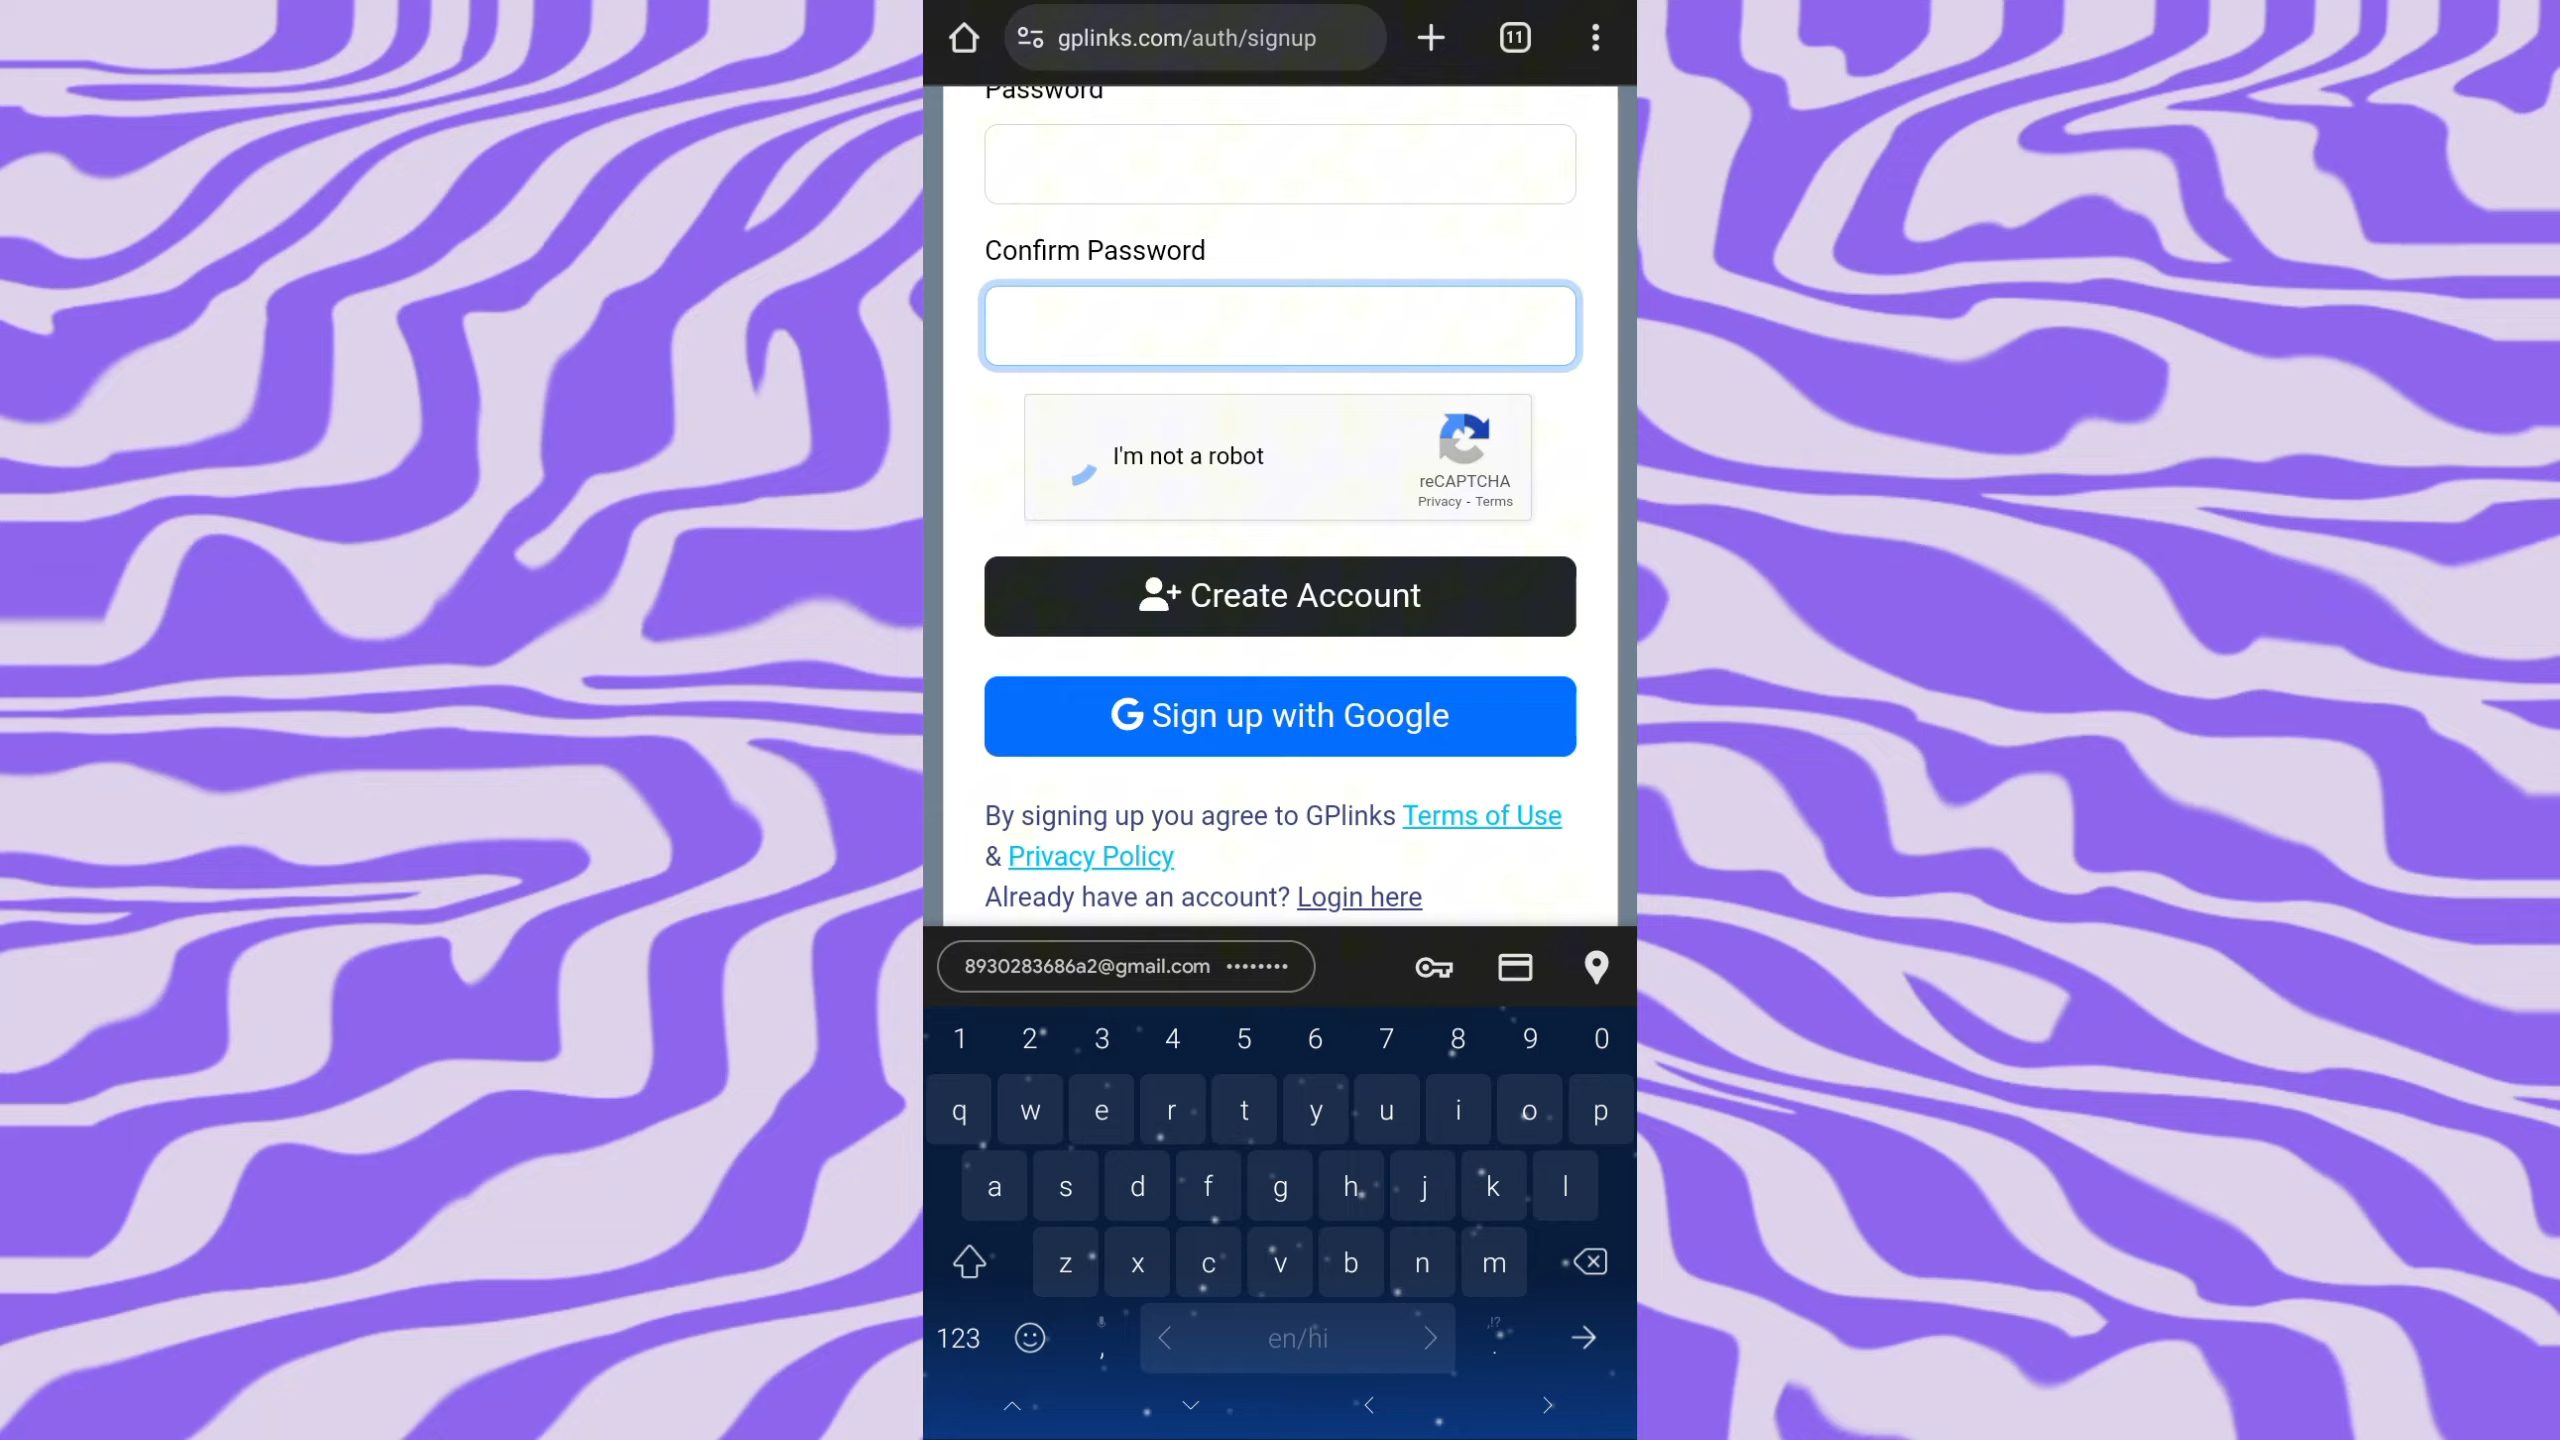 gplinks.com/auth/signup
11
Password
Confirm Password
I'm not a robot
reCAPTCHA
Privacy - Terms
Create Account
Sign up with Google
By signing up you agree to GPlinks Terms of Use
& Privacy Policy
Already have an account? Login here
8930283686a2@gmail.com ••••••••
1 2 3 4 5 6 7 8 9 0
q w e r t y u i o p
a s d f g h j k l
z x c v b n m
123 , en/hi ,!? .